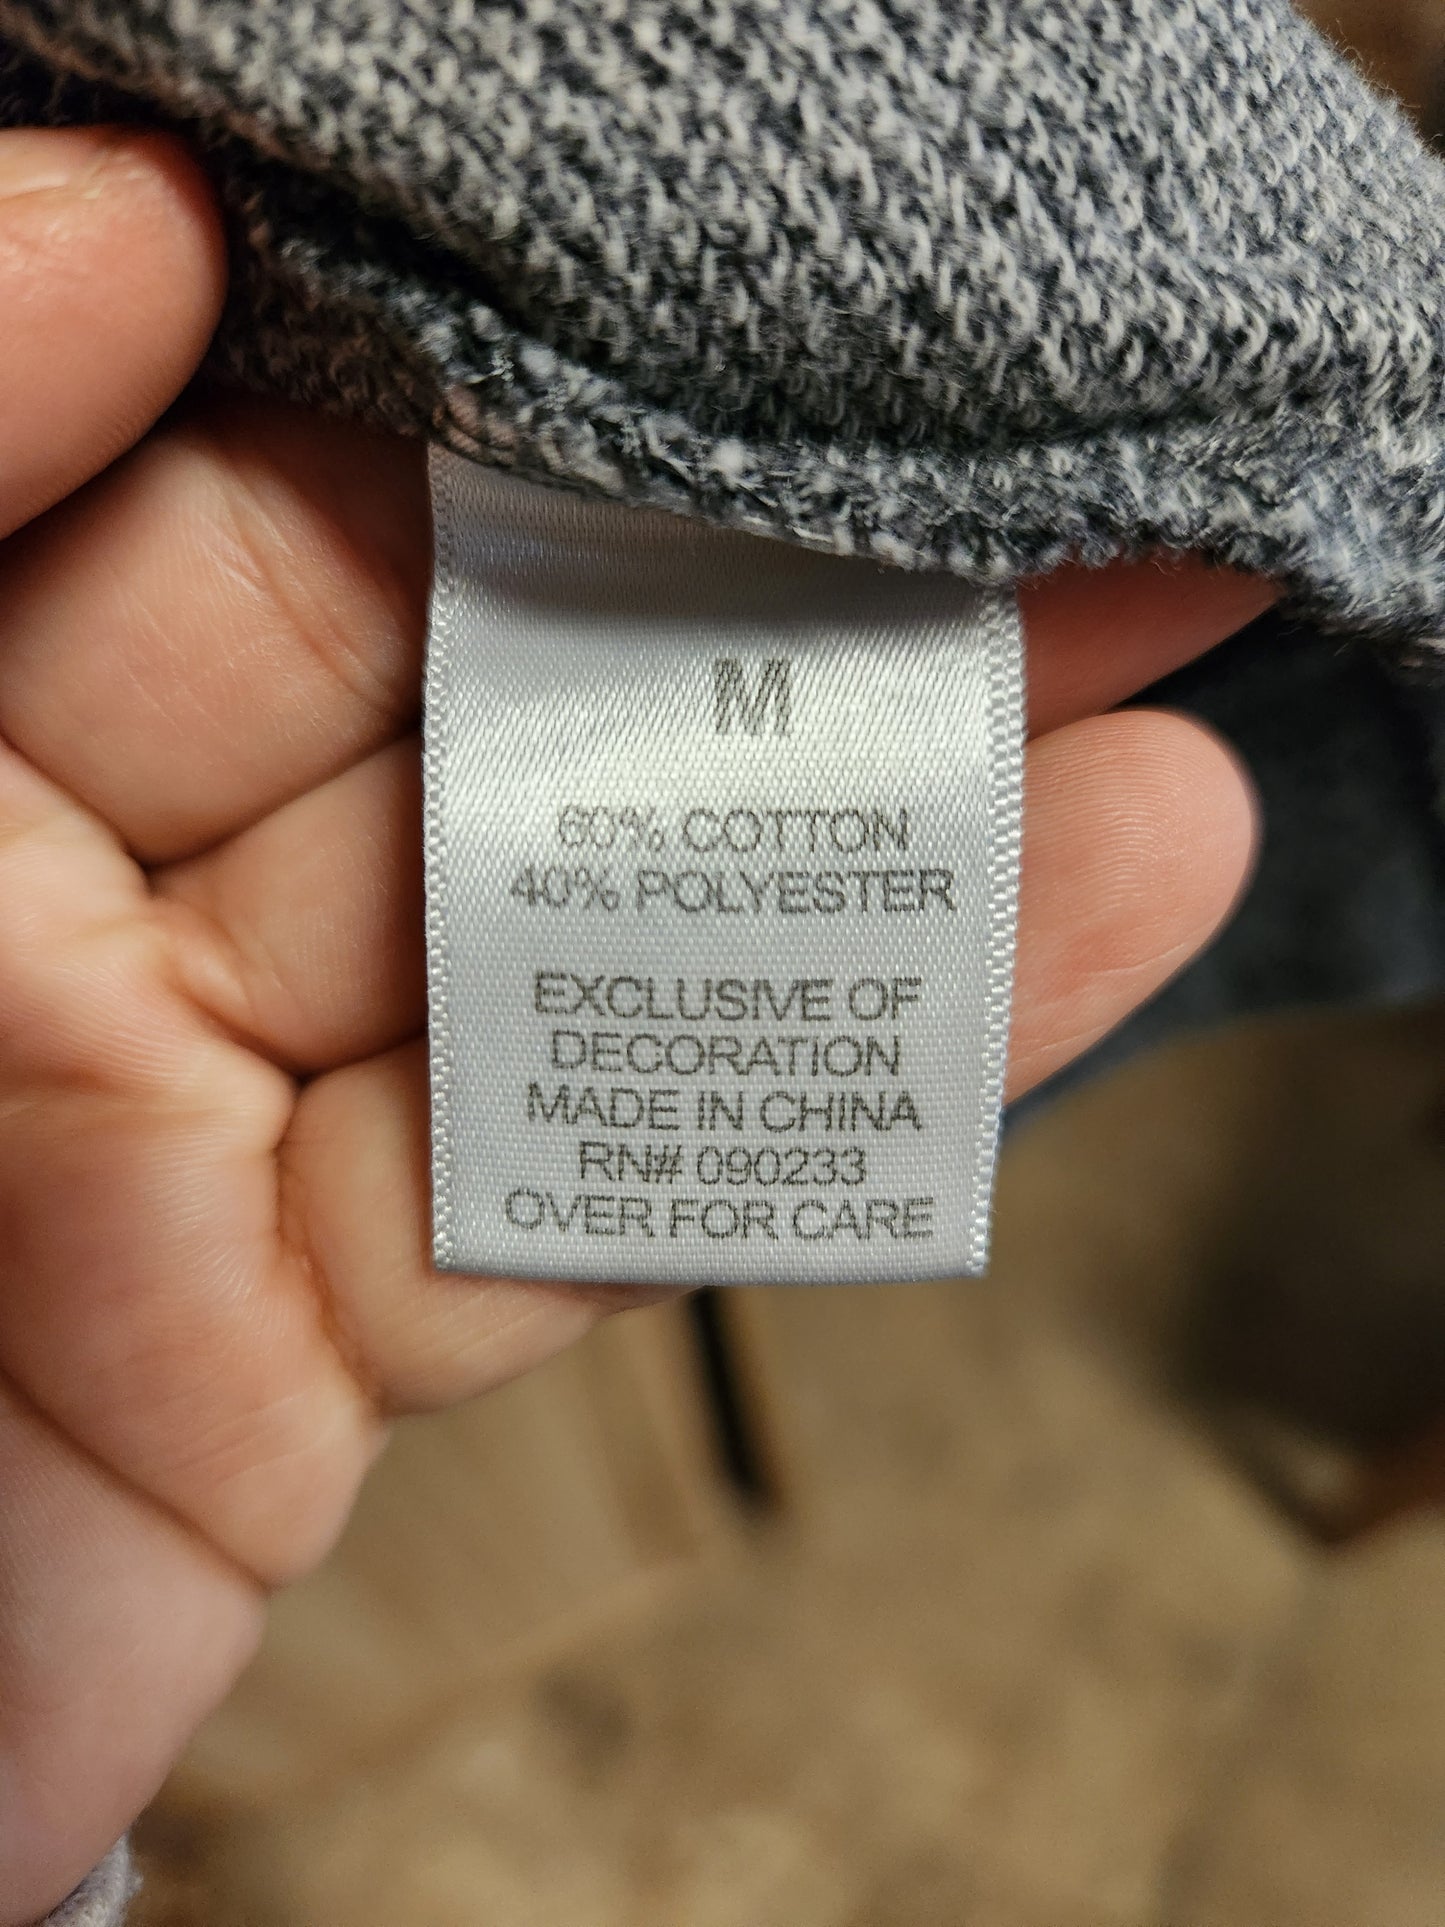 M
60% COTTON
40% POLYESTER
EXCLUSIVE OF
DECORATION
MADE IN CHINA
RN# 090233
OVER FOR CARE